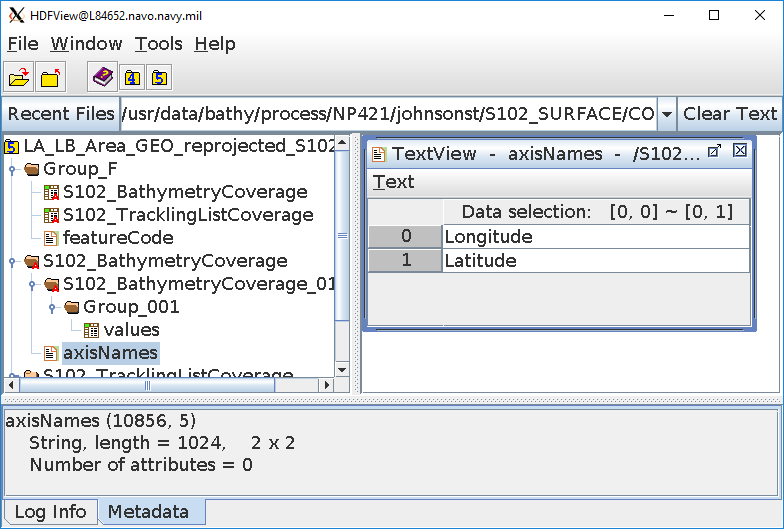 HDFView@L84652.navo.navy.mil
File Window Tools Help
Recent Files /usr/data/bathy/process/NP421/johnsonst/S102_SURFACE/CO Clear Text
LA_LB_Area_GEO_reprojected_S102
Group_F
S102_BathymetryCoverage
S102_TracklingListCoverage
featureCode
S102_BathymetryCoverage
S102_BathymetryCoverage_01
Group_001
values
axisNames
S102_TracklingListCoverage
TextView - axisNames - /S102...
Text
Data selection: [0, 0] ~ [0, 1]
0 Longitude
1 Latitude
axisNames (10856, 5)
String, length = 1024, 2 x 2
Number of attributes = 0
Log Info Metadata